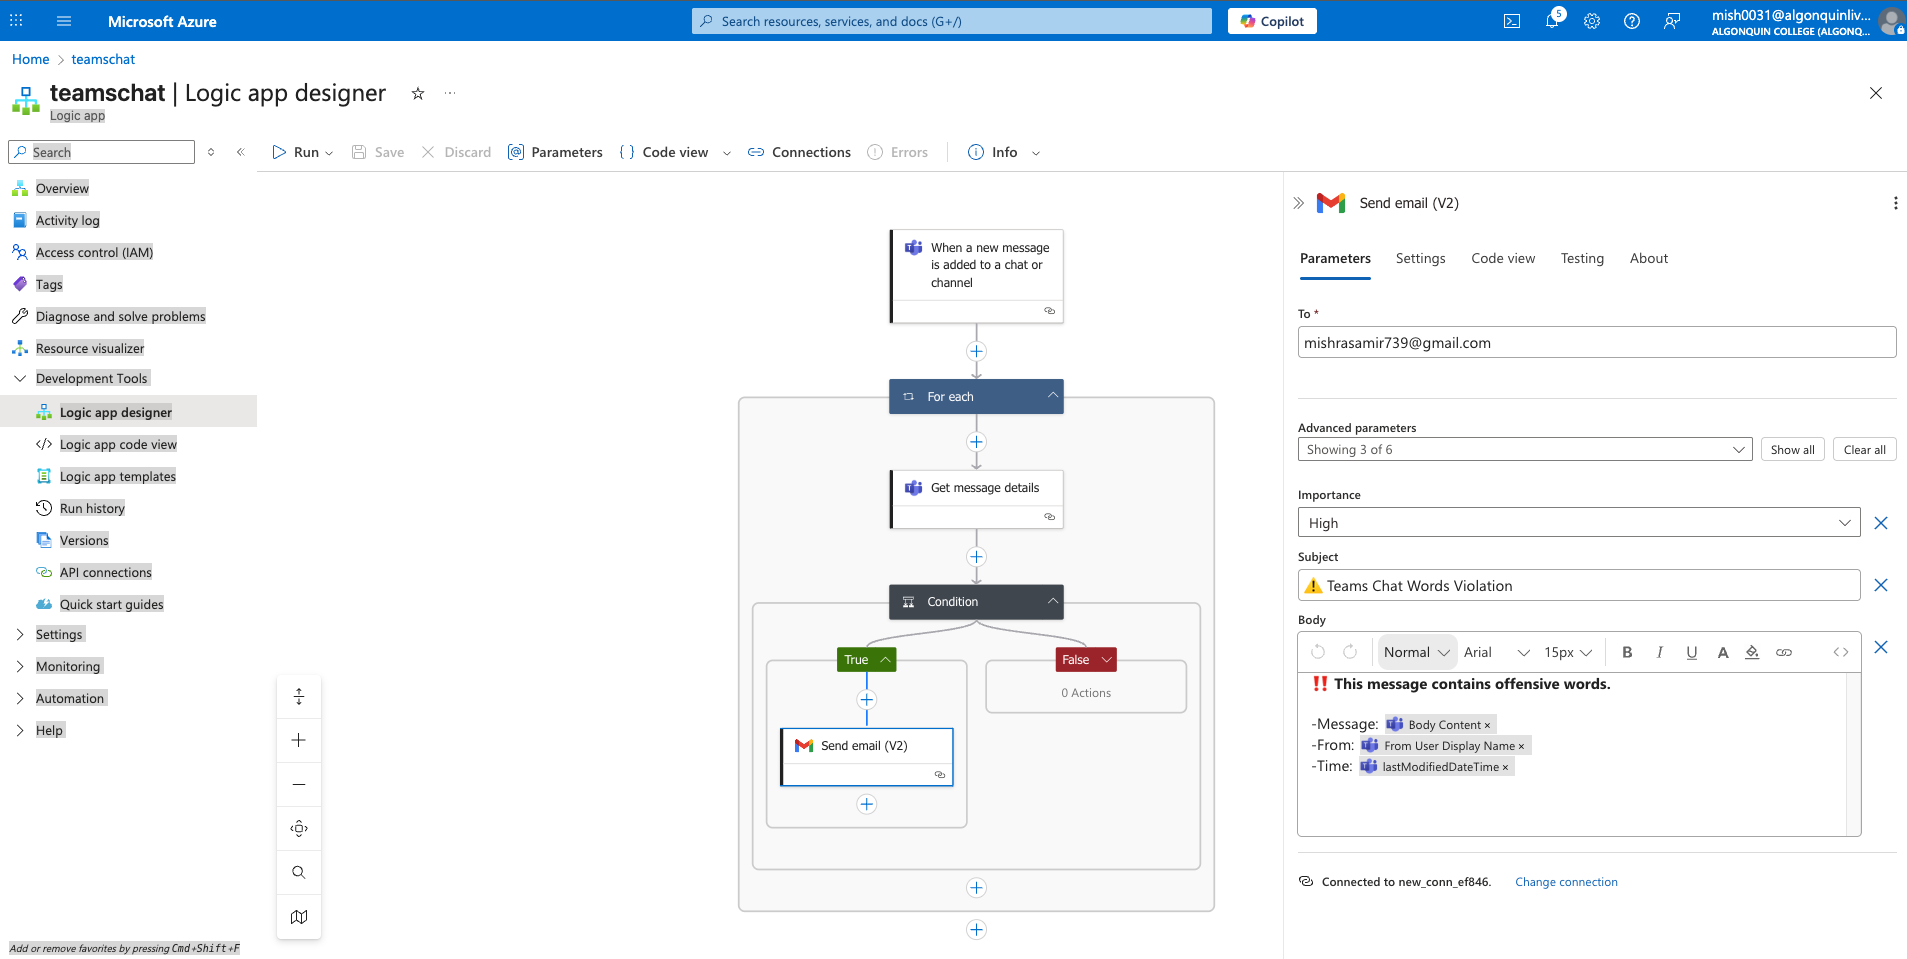 Microsoft Azure
Search resources, services, and docs (G+/)
Copilot
5
mish0031@algonquinliv...
ALGONQUIN COLLEGE (ALGONQ...
Home > teamschat
teamschat | Logic app designer
Logic app
Search
Run
Save
Discard
Parameters
Code view
Connections
Errors
Info
Overview
Activity log
Access control (IAM)
Tags
Diagnose and solve problems
Resource visualizer
Development Tools
Logic app designer
Logic app code view
Logic app templates
Run history
Versions
API connections
Quick start guides
Settings
Monitoring
Automation
Help
Add or remove favorites by pressing Cmd+Shift+F
When a new message
is added to a chat or
channel
For each
Get message details
Condition
True
False
0 Actions
Send email (V2)
Send email (V2)
Parameters
Settings
Code view
Testing
About
To *
mishrasamir739@gmail.com
Advanced parameters
Showing 3 of 6
Show all
Clear all
Importance
High
Subject
⚠️ Teams Chat Words Violation
Body
Normal
Arial
15px
B I U A
‼️ This message contains offensive words.
-Message: Body Content ×
-From: From User Display Name ×
-Time: lastModifiedDateTime ×
Connected to new_conn_ef846. Change connection